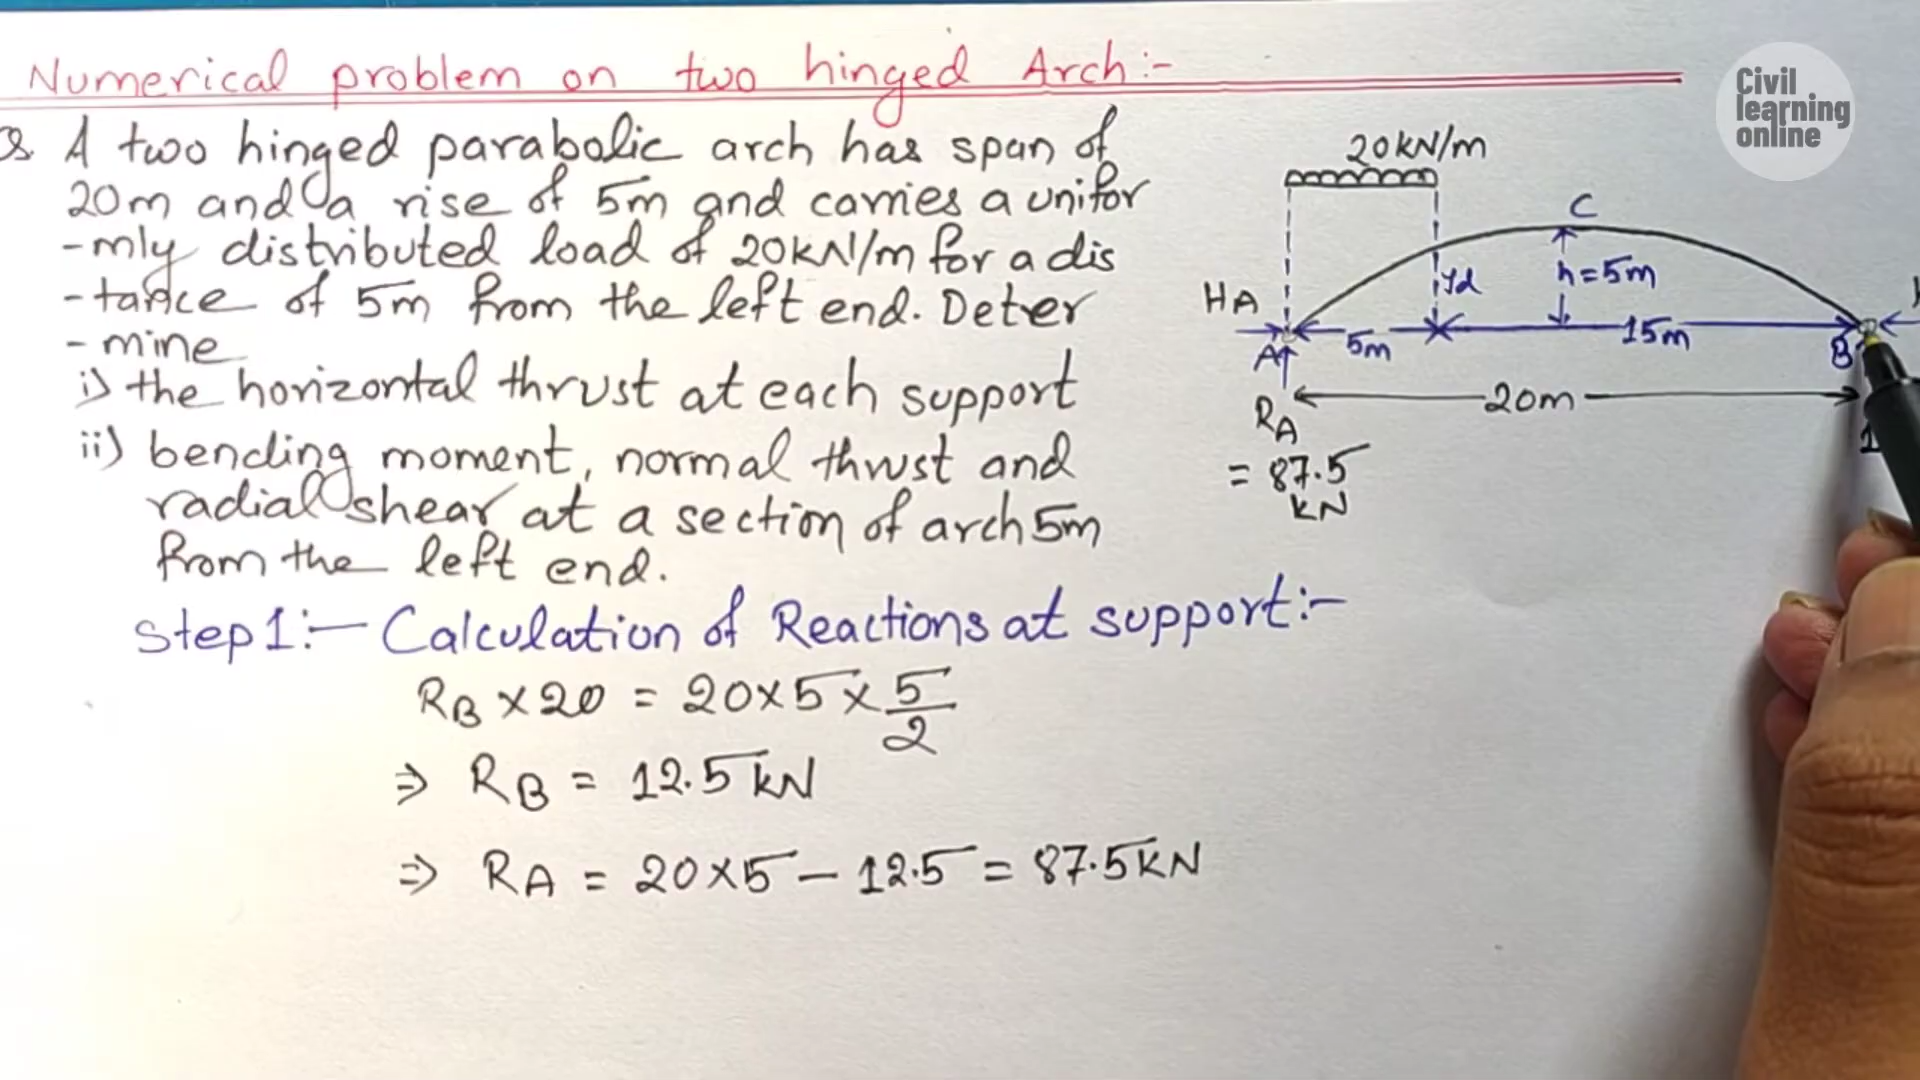 Numerical problem on two hinged Arch:-
A two hinged parabolic arch has span of
20m and a rise of 5m and carries a unifor
-mly distributed load of 20kN/m for a dis
-tance of 5m from the left end. Deter
-mine
i) the horizontal thrust at each support
ii) bending moment, normal thrust and
radial shear at a section of arch 5m
from the left end.
Step 1:- Calculation of Reactions at support:-
RB × 20 = 20×5×5/2
⇒ RB = 12.5 kN
⇒ RA = 20×5 - 12.5 = 87.5KN
20KN/m
C
yd
h=5m
HA
A
5m
15m
B
20m
RA
= 87.5
KN
Civil
learning
online